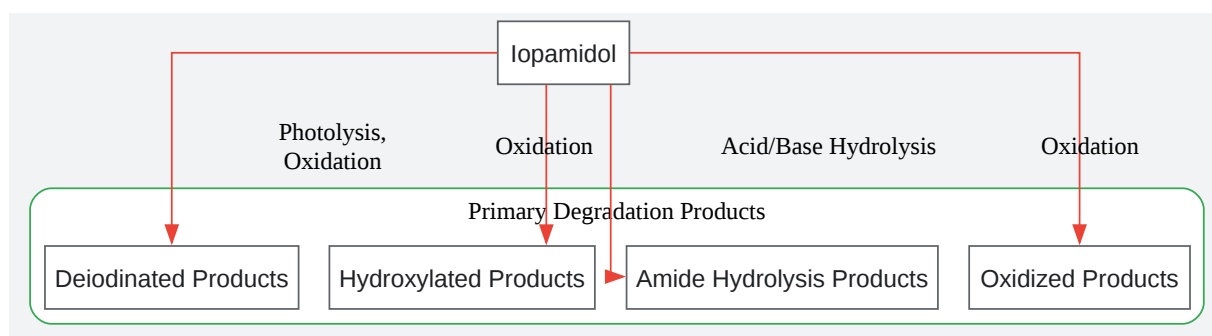 Iopamidol
Photolysis,
Oxidation
Oxidation
Acid/Base Hydrolysis
Oxidation
Primary Degradation Products
Deiodinated Products
Hydroxylated Products
Amide Hydrolysis Products
Oxidized Products